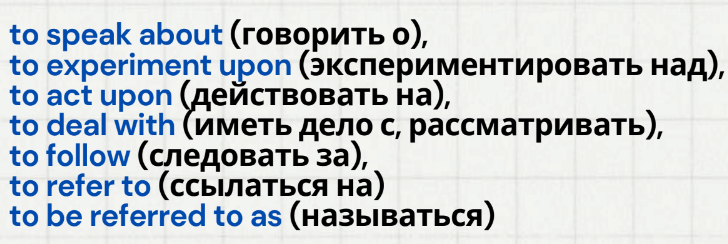 to speak about (говорить о),
to experiment upon (экспериментировать над),
to act upon (действовать на),
to deal with (иметь дело с, рассматривать),
to follow (следовать за),
to refer to (ссылаться на)
to be referred to as (называться)